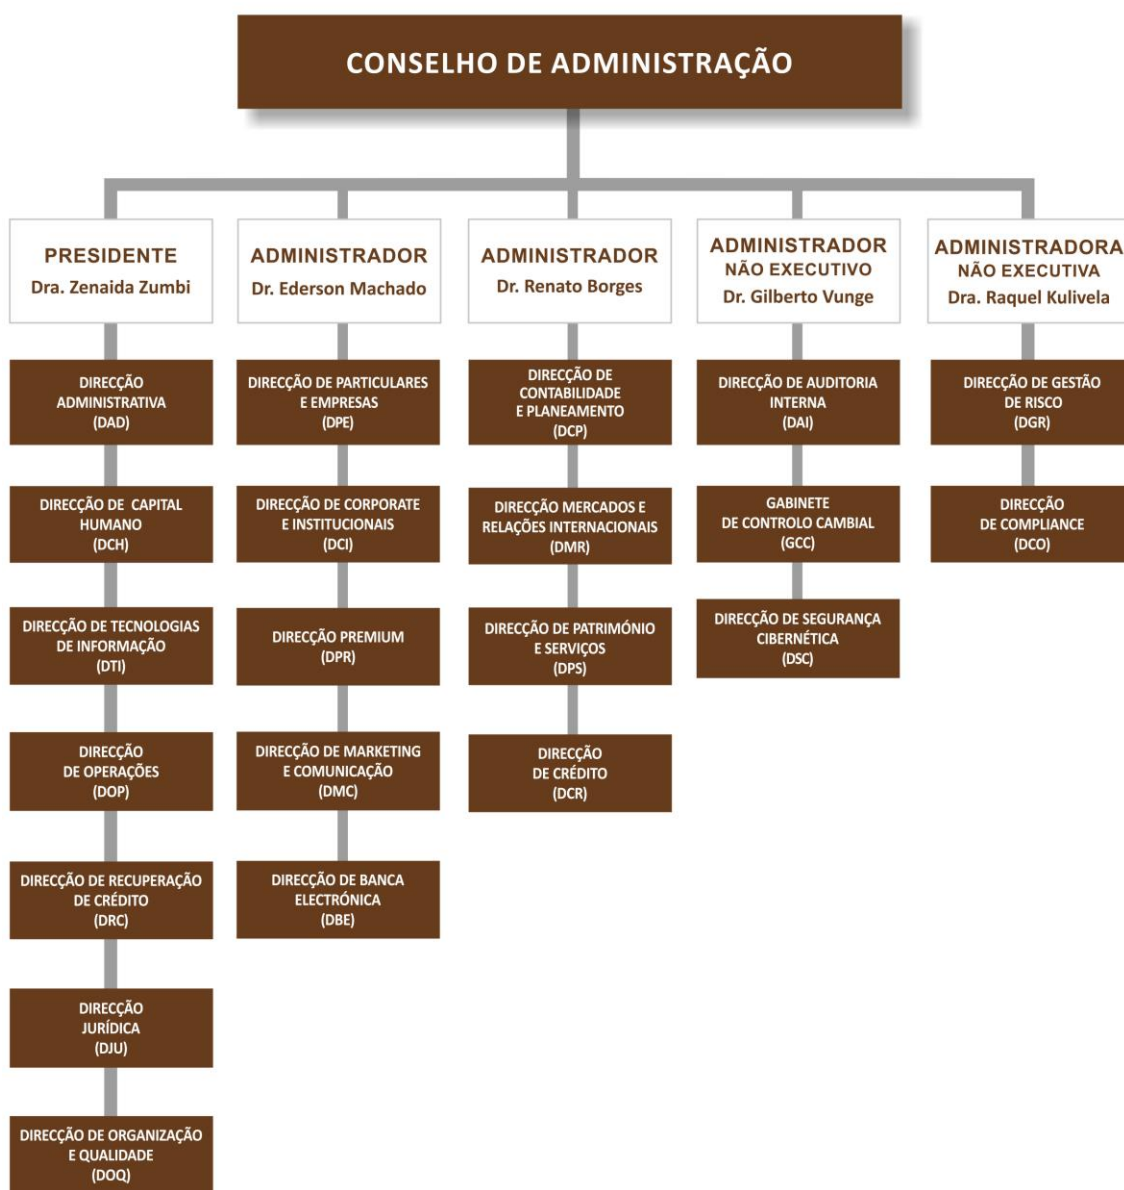 CONSELHO DE ADMINISTRAÇÃO
PRESIDENTE
Dra. Zenaida Zumbi
DIRECÇÃO
ADMINISTRATIVA
(DAD)
DIRECÇÃO DE CAPITAL
HUMANO
(DCH)
DIRECÇÃO DE TECNOLOGIAS
DE INFORMAÇÃO
(DTI)
DIRECÇÃO
DE OPERAÇÕES
(DOP)
DIRECÇÃO DE RECUPERAÇÃO
DE CRÉDITO
(DRC)
DIRECÇÃO
JURÍDICA
(DJU)
DIRECÇÃO DE ORGANIZAÇÃO
E QUALIDADE
(DOQ)
ADMINISTRADOR
Dr. Ederson Machado
DIRECÇÃO DE PARTICULARES
E EMPRESAS
(DPE)
DIRECÇÃO DE CORPORATE
E INSTITUCIONAIS
(DCI)
DIRECÇÃO PREMIUM
(DPR)
DIRECÇÃO DE MARKETING
E COMUNICAÇÃO
(DMC)
DIRECÇÃO DE BANCA
ELECTRÓNICA
(DBE)
ADMINISTRADOR
Dr. Renato Borges
DIRECÇÃO DE
CONTABILIDADE
E PLANEAMENTO
(DCP)
DIRECÇÃO MERCADOS E
RELAÇÕES INTERNACIONAIS
(DMR)
DIRECÇÃO DE PATRIMÓNIO
E SERVIÇOS
(DPS)
DIRECÇÃO
DE CRÉDITO
(DCR)
ADMINISTRADOR
NÃO EXECUTIVO
Dr. Gilberto Vunge
DIRECÇÃO DE AUDITORIA
INTERNA
(DAI)
GABINETE
DE CONTROLO CAMBIAL
(GCC)
DIRECÇÃO DE SEGURANÇA
CIBERNÉTICA
(DSC)
ADMINISTRADORA
NÃO EXECUTIVA
Dra. Raquel Kulivela
DIRECÇÃO DE GESTÃO
DE RISCO
(DGR)
DIRECÇÃO
DE COMPLIANCE
(DCO)